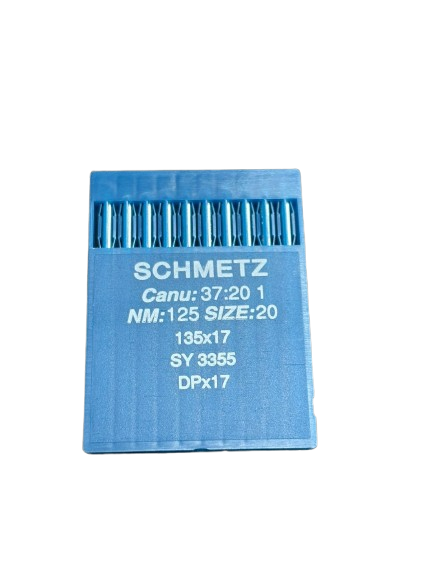 SCHMETZ
Canu: 37:20 1
NM:125 SIZE:20
135x17
SY 3355
DPx17